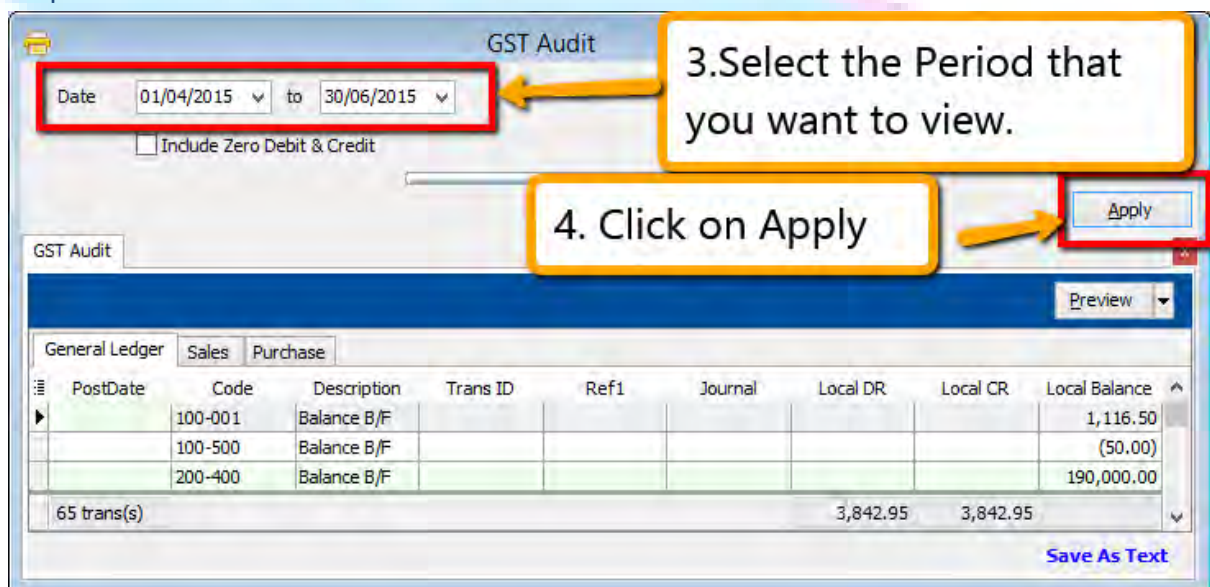 GST Audit
3.Select the Period that
you want to view.
Date 01/04/2015 to 30/06/2015
Include Zero Debit & Credit
4. Click on Apply
Apply
GST Audit
Preview
General Ledger Sales Purchase
PostDate Code Description Trans ID Ref1 Journal Local DR Local CR Local Balance
100-001 Balance B/F 1,116.50
100-500 Balance B/F (50.00)
200-400 Balance B/F 190,000.00
65 trans(s) 3,842.95 3,842.95
Save As Text